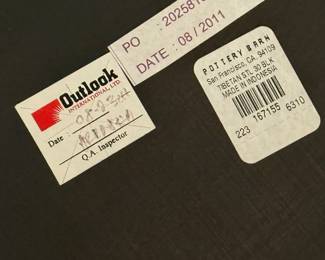 PO : 2025810
DATE : 08/2011
Outlook
INTERNATIONAL, LTD.
Date
Q.A. Inspector
POTTERY BARN
San Francisco, CA. 94109
TIBETAN STL 30 BLK
MADE IN INDONESIA
223 167155 6310